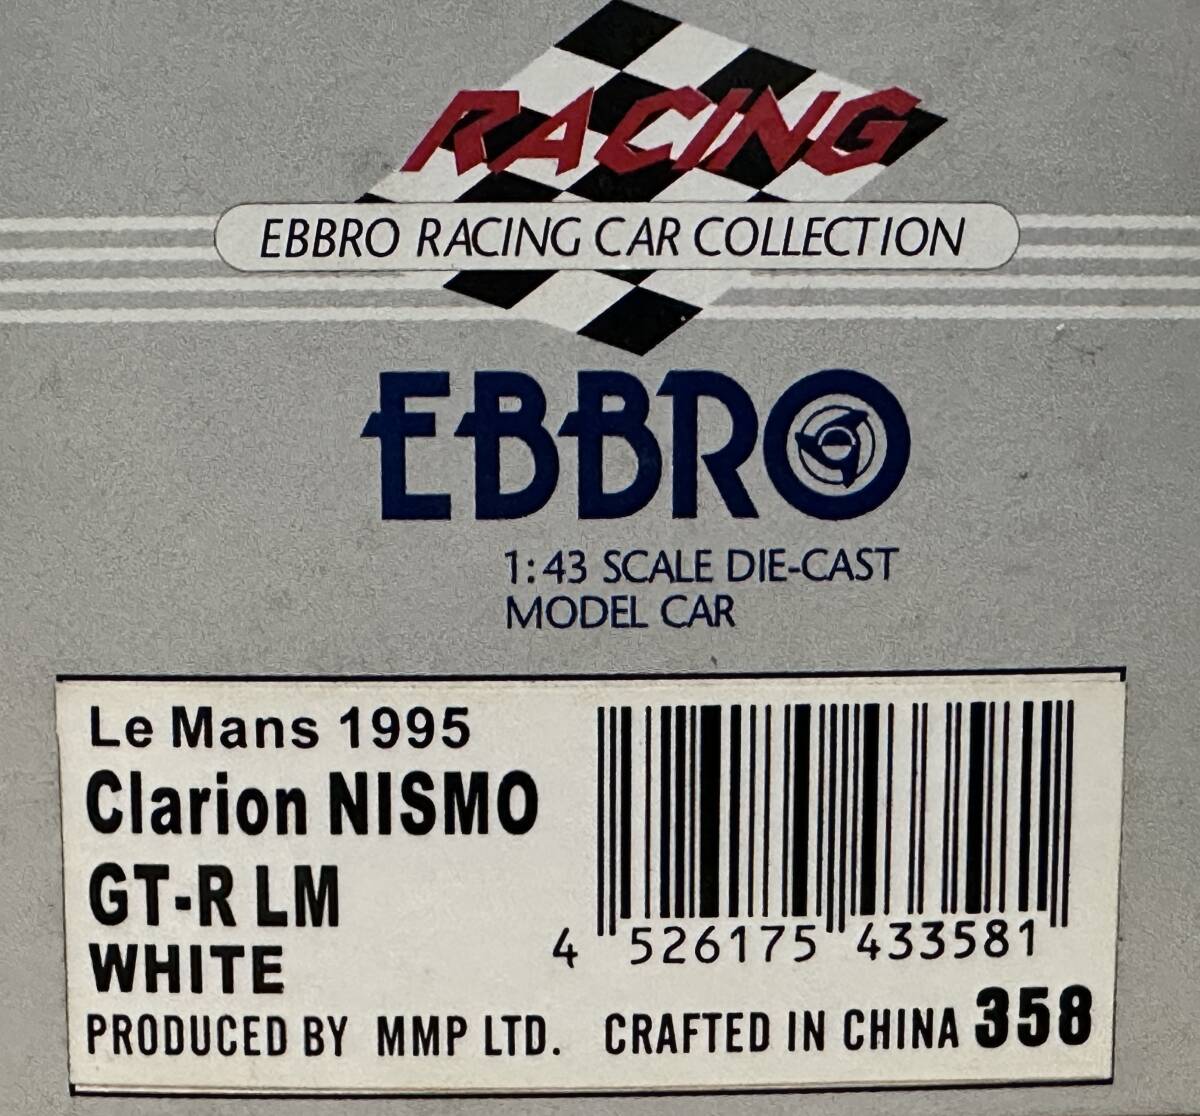 RACING
EBBRO RACING CAR COLLECTION
EBBRO
1:43 SCALE DIE-CAST
MODEL CAR
Le Mans 1995
Clarion NISMO
GT-R LM
WHITE
4 526175 433581
PRODUCED BY MMP LTD. CRAFTED IN CHINA 358